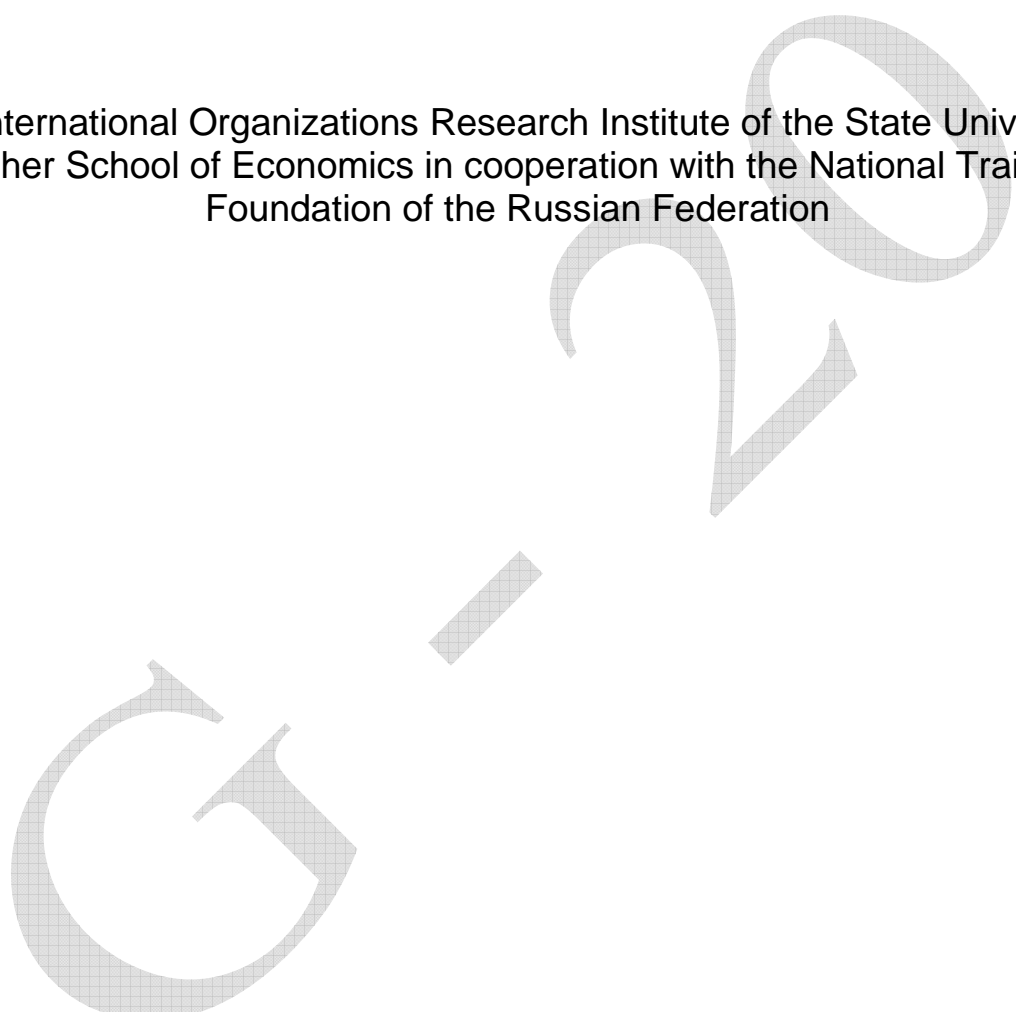 nternational Organizations Research Institute of the State Univ
her School of Economics in cooperation with the National Trai
Foundation of the Russian Federation
G - 20